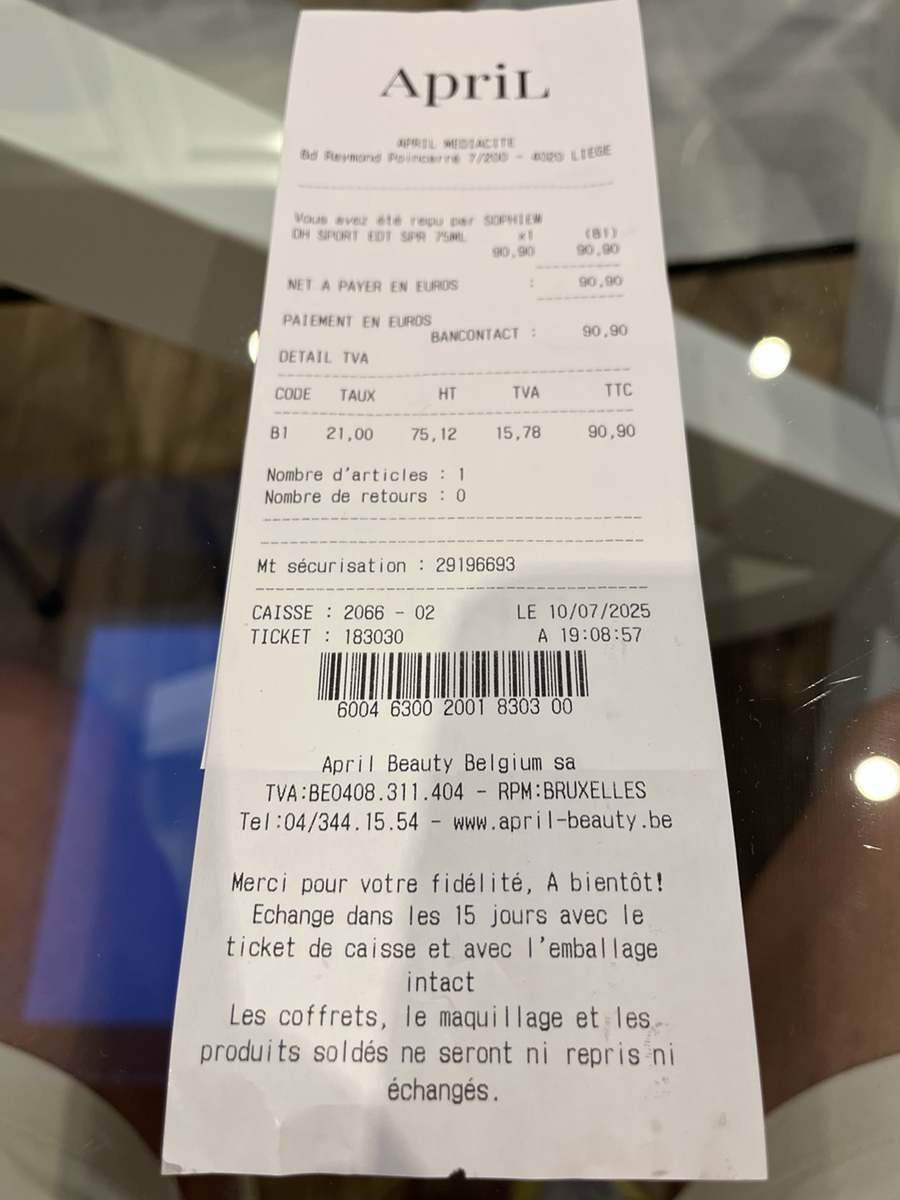 ApriL
APRIL MEDIACITE
Bd Raymond Poincarré 7/200 - 4020 LIEGE
Vous avez été reçu par SOPHIEW
DH SPORT EDT SPR 75ML x1 (B1)
90,90 90,90
NET A PAYER EN EUROS : 90,90
PAIEMENT EN EUROS
BANCONTACT : 90,90
DETAIL TVA
CODE TAUX HT TVA TTC
B1 21,00 75,12 15,78 90,90
Nombre d'articles : 1
Nombre de retours : 0
Mt sécurisation : 29196693
CAISSE : 2066 - 02 LE 10/07/2025
TICKET : 183030 A 19:08:57
6004 6300 2001 8303 00
April Beauty Belgium sa
TVA:BE0408.311.404 - RPM:BRUXELLES
Tel:04/344.15.54 - www.april-beauty.be
Merci pour votre fidélité, A bientôt!
Echange dans les 15 jours avec le
ticket de caisse et avec l'emballage
intact
Les coffrets, le maquillage et les
produits soldés ne seront ni repris ni
échangés.